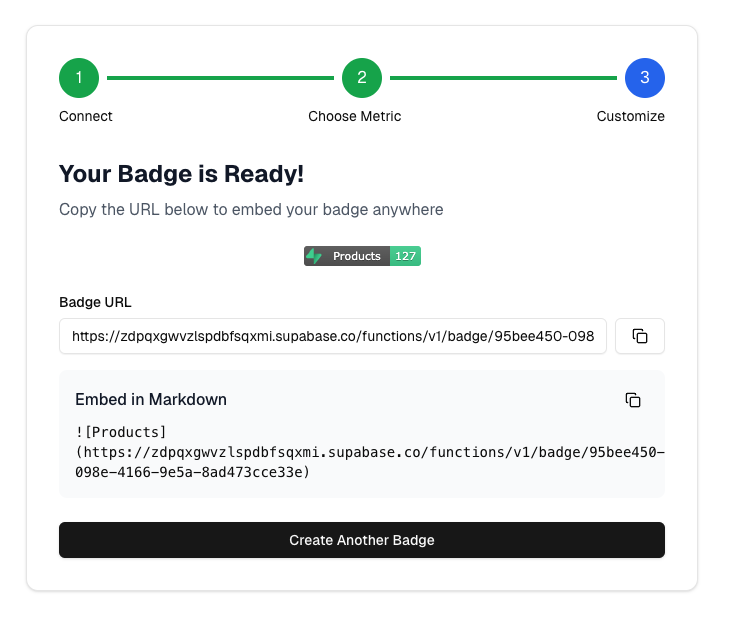 1 2 3
Connect Choose Metric Customize
Your Badge is Ready!
Copy the URL below to embed your badge anywhere
Products 127
Badge URL
https://zdpqxgwvzlspdbfsqxmi.supabase.co/functions/v1/badge/95bee450-098
Embed in Markdown
![Products]
(https://zdpqxgwvzlspdbfsqxmi.supabase.co/functions/v1/badge/95bee450-
098e-4166-9e5a-8ad473cce33e)
Create Another Badge